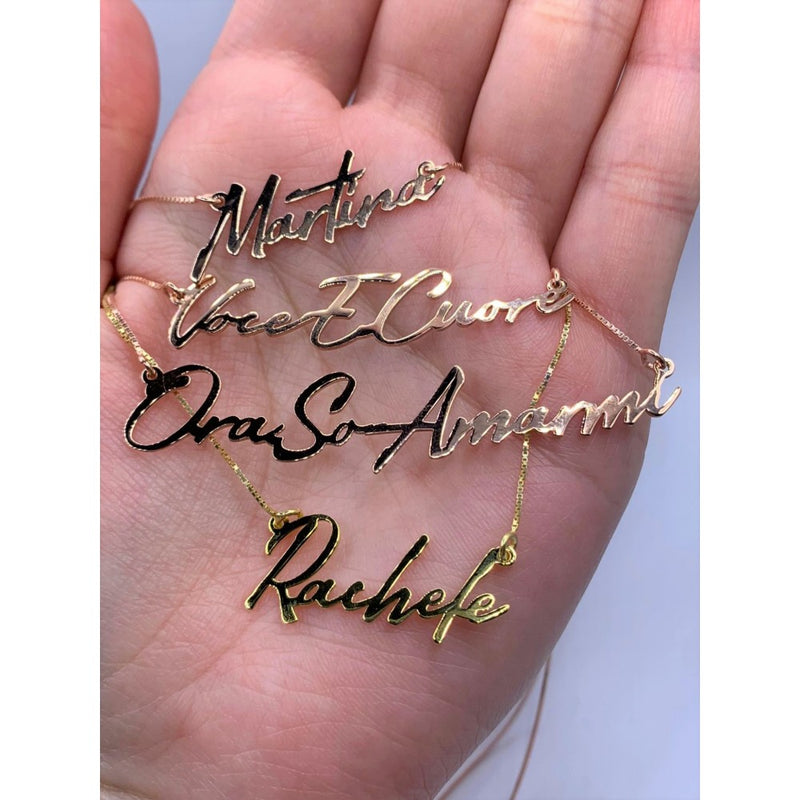 Martina
Voce E Cuore
Ora So Amarmi
Rachele